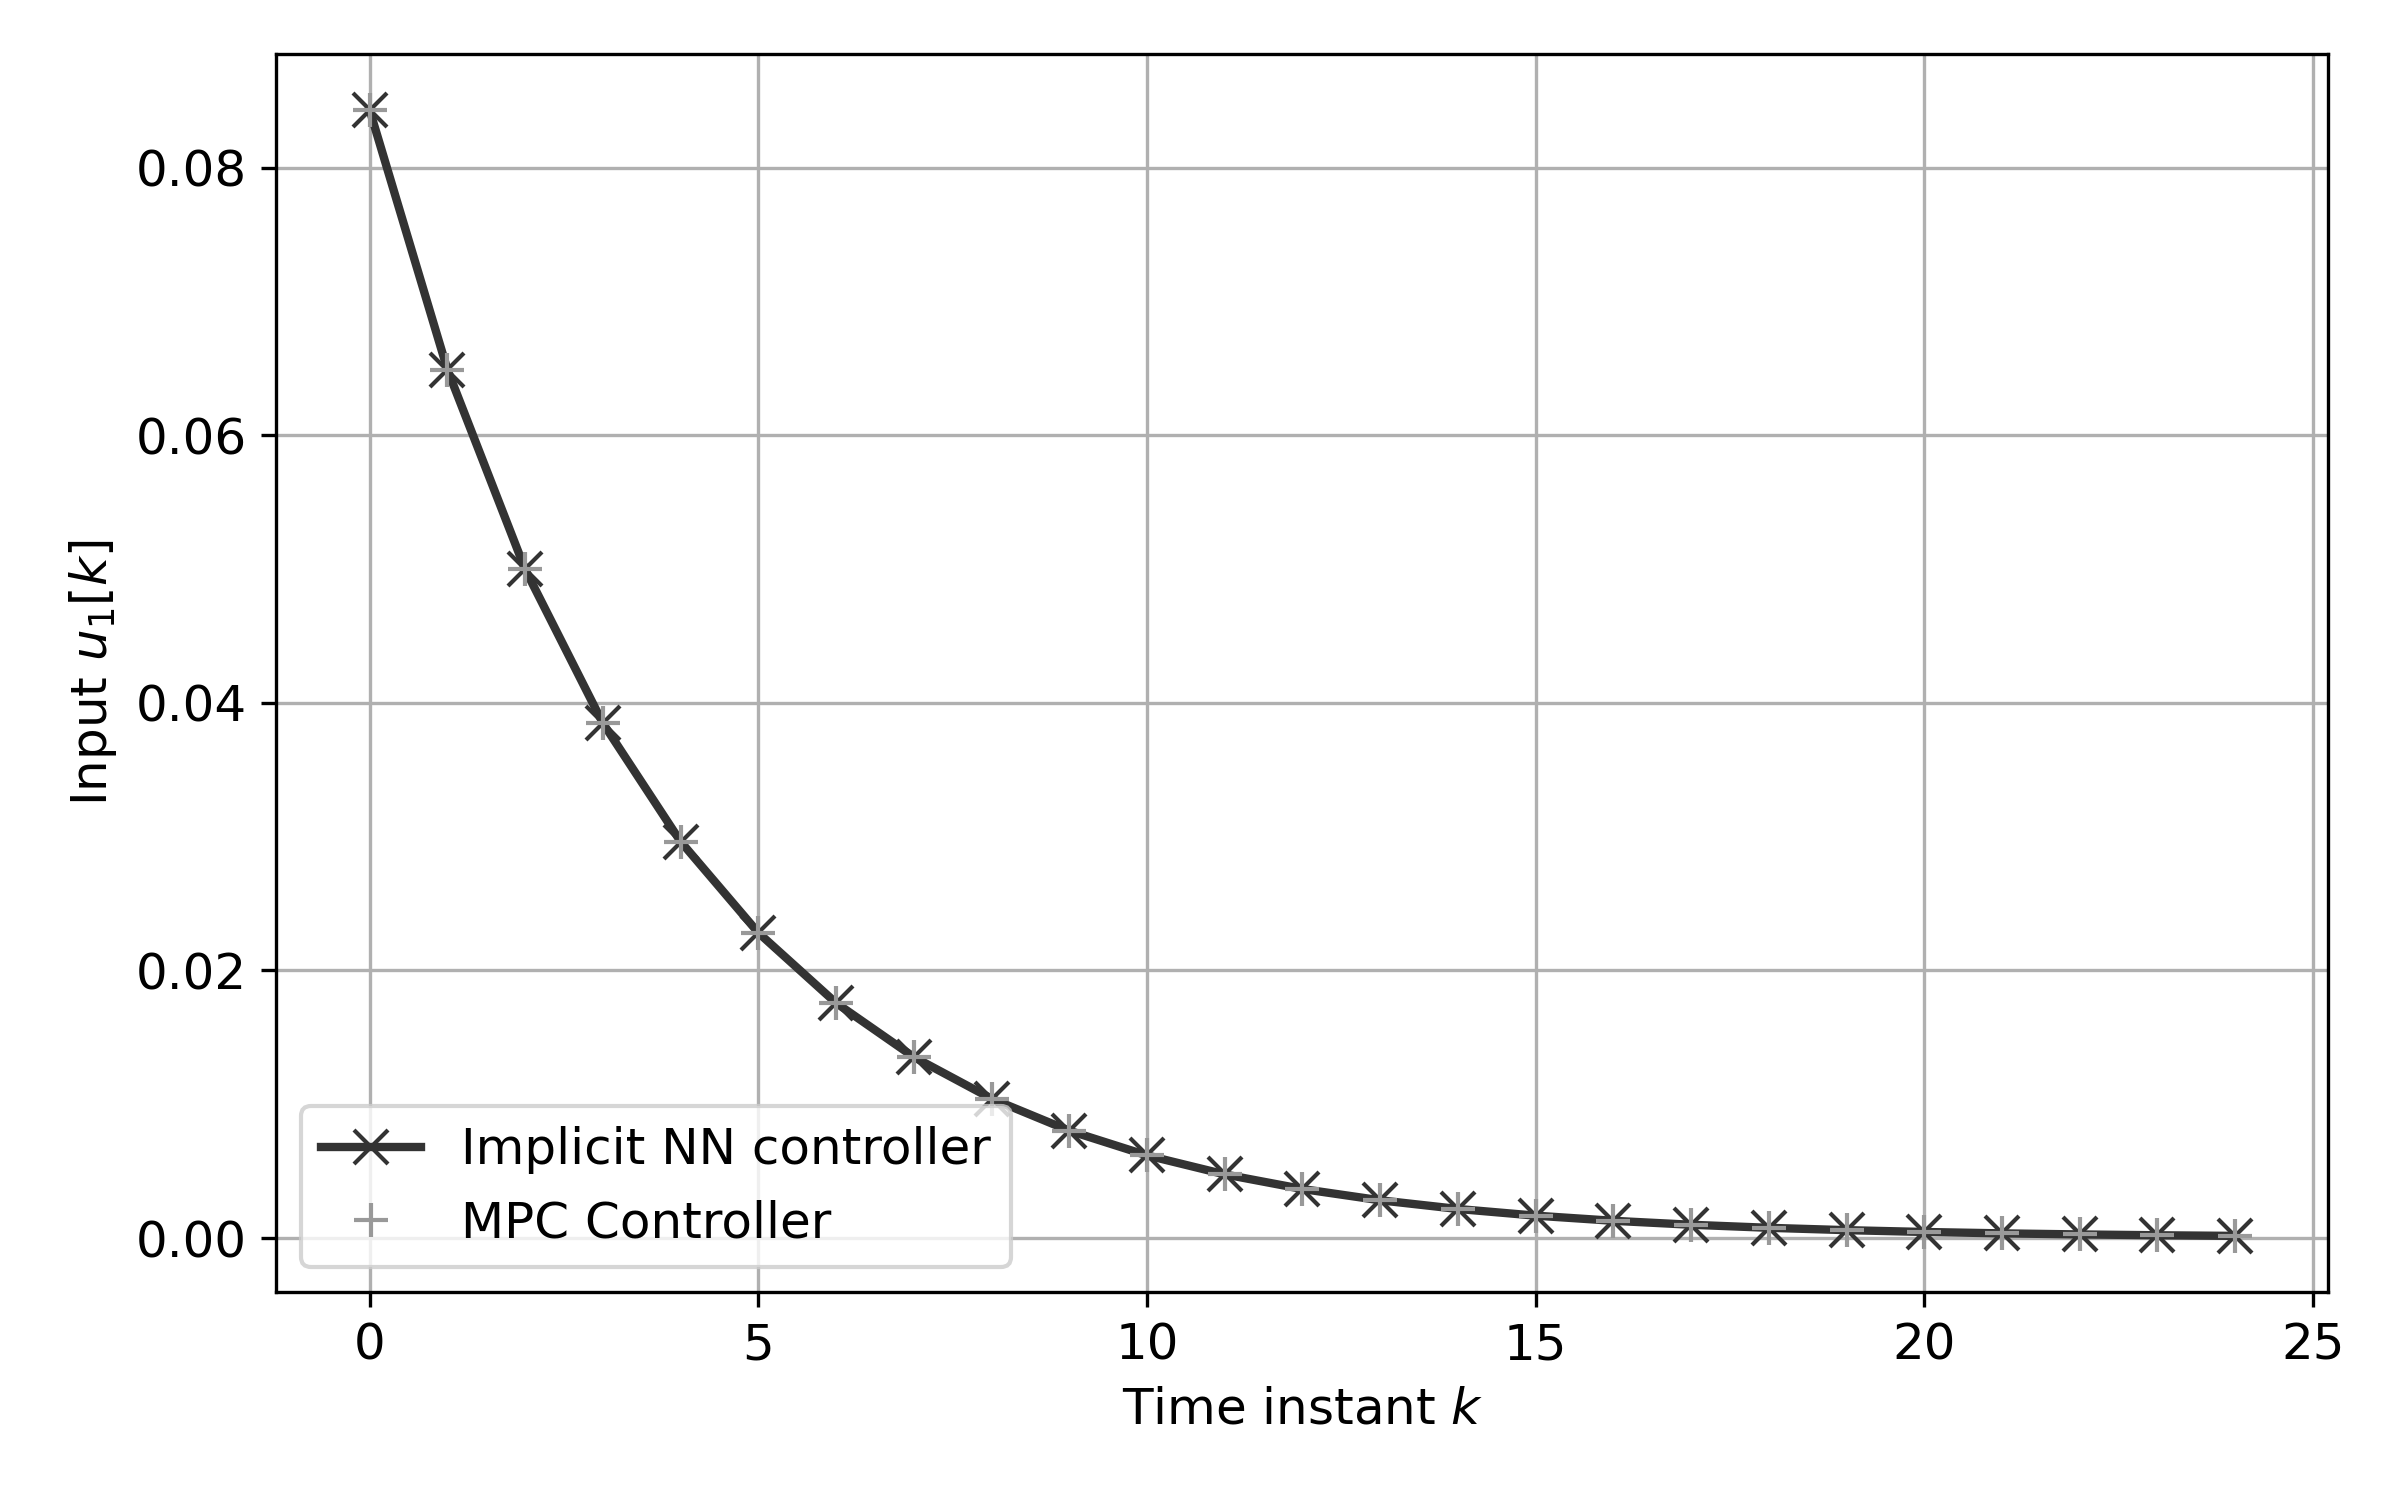 0.08
0.06
0.04
0.02
0.00
Input u₁[k]
Implicit NN controller
MPC Controller
0 5 10 15 20 25
Time instant k